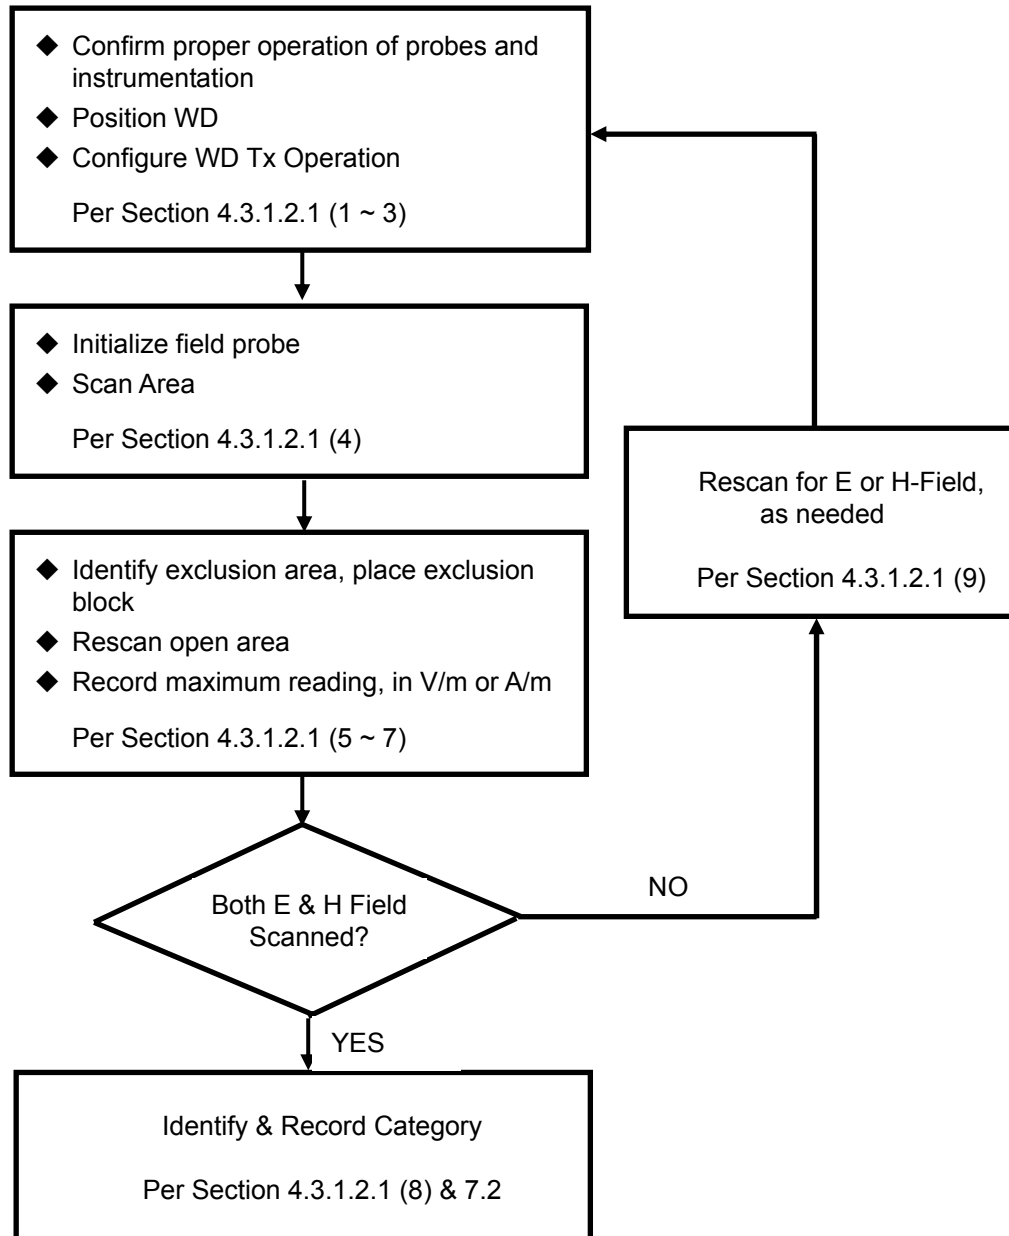 ◆ Confirm proper operation of probes and
instrumentation
◆ Position WD
◆ Configure WD Tx Operation
Per Section 4.3.1.2.1 (1 ~ 3)
◆ Initialize field probe
◆ Scan Area
Per Section 4.3.1.2.1 (4)
◆ Identify exclusion area, place exclusion
block
◆ Rescan open area
◆ Record maximum reading, in V/m or A/m
Per Section 4.3.1.2.1 (5 ~ 7)
Rescan for E or H-Field,
as needed
Per Section 4.3.1.2.1 (9)
Both E & H Field
Scanned?
NO
YES
Identify & Record Category
Per Section 4.3.1.2.1 (8) & 7.2